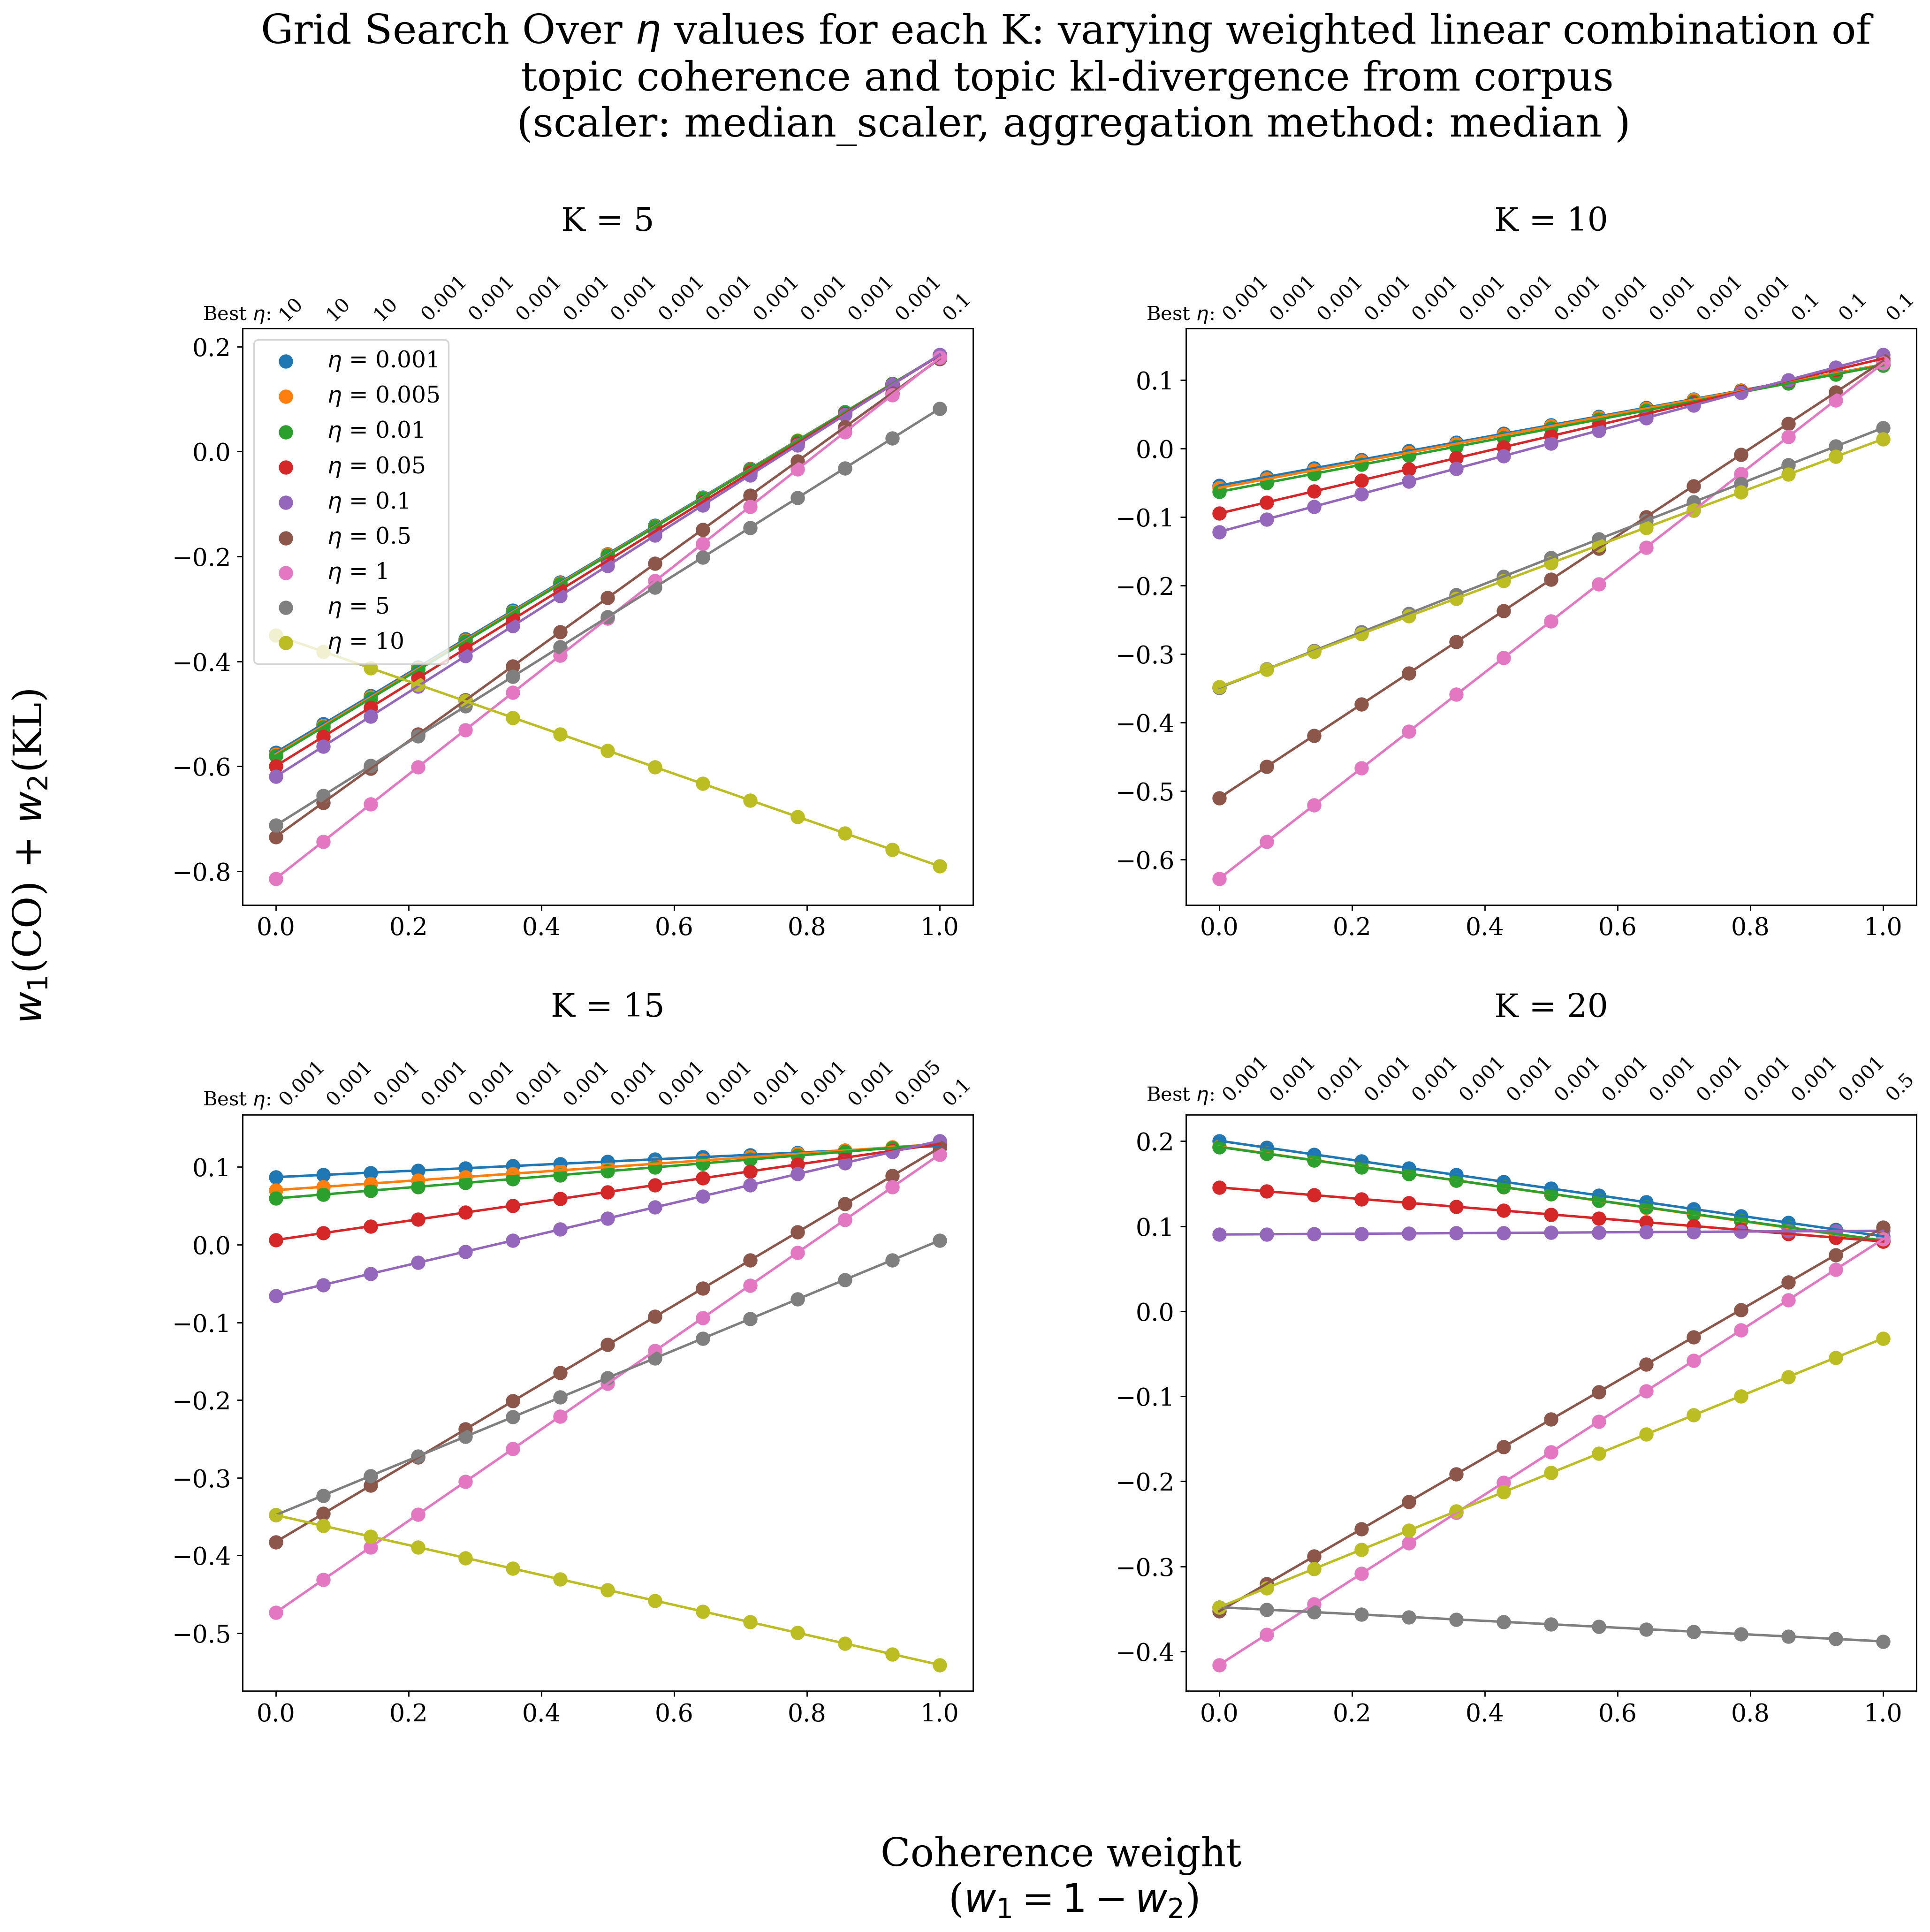 Grid Search Over η values for each K: varying weighted linear combination of
topic coherence and topic kl-divergence from corpus
(scaler: median_scaler, aggregation method: median )
K = 5
Best η: 10 10 10 0.001 0.001 0.001 0.001 0.001 0.001 0.001 0.001 0.001 0.001 0.001 0.1
η = 0.001
η = 0.005
η = 0.01
η = 0.05
η = 0.1
η = 0.5
η = 1
η = 5
η = 10
0.2
0.0
−0.2
−0.4
−0.6
−0.8
0.0 0.2 0.4 0.6 0.8 1.0
K = 10
Best η: 0.001 0.001 0.001 0.001 0.001 0.001 0.001 0.001 0.001 0.001 0.001 0.001 0.1 0.1 0.1
0.1
0.0
−0.1
−0.2
−0.3
−0.4
−0.5
−0.6
0.0 0.2 0.4 0.6 0.8 1.0
w₁(CO) + w₂(KL)
K = 15
Best η: 0.001 0.001 0.001 0.001 0.001 0.001 0.001 0.001 0.001 0.001 0.001 0.001 0.001 0.005 0.1
0.1
0.0
−0.1
−0.2
−0.3
−0.4
−0.5
0.0 0.2 0.4 0.6 0.8 1.0
K = 20
Best η: 0.001 0.001 0.001 0.001 0.001 0.001 0.001 0.001 0.001 0.001 0.001 0.001 0.001 0.001 0.5
0.2
0.1
0.0
−0.1
−0.2
−0.3
−0.4
0.0 0.2 0.4 0.6 0.8 1.0
Coherence weight
(w₁ = 1 − w₂)